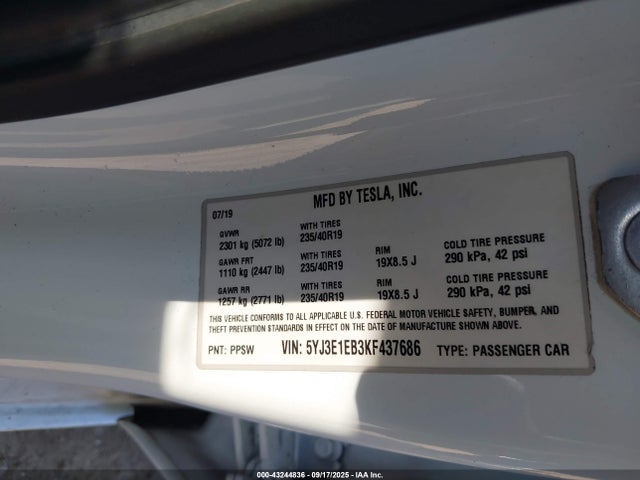 MFD BY TESLA, INC.
07/19
GVWR
2301 kg (5072 lb)
WITH TIRES
235/40R19
GAWR FRT
1110 kg (2447 lb)
WITH TIRES
235/40R19
RIM
19X8.5 J
COLD TIRE PRESSURE
290 kPa, 42 psi
GAWR RR
1257 kg (2771 lb)
WITH TIRES
235/40R19
RIM
19X8.5 J
COLD TIRE PRESSURE
290 kPa, 42 psi
THIS VEHICLE CONFORMS TO ALL APPLICABLE U.S. FEDERAL MOTOR VEHICLE SAFETY, BUMPER, AND
THEFT PREVENTION STANDARDS IN EFFECT ON THE DATE OF MANUFACTURE SHOWN ABOVE.
PNT: PPSW VIN: 5YJ3E1EB3KF437686 TYPE: PASSENGER CAR
000-43244836 - 09/17/2025 - IAA Inc.